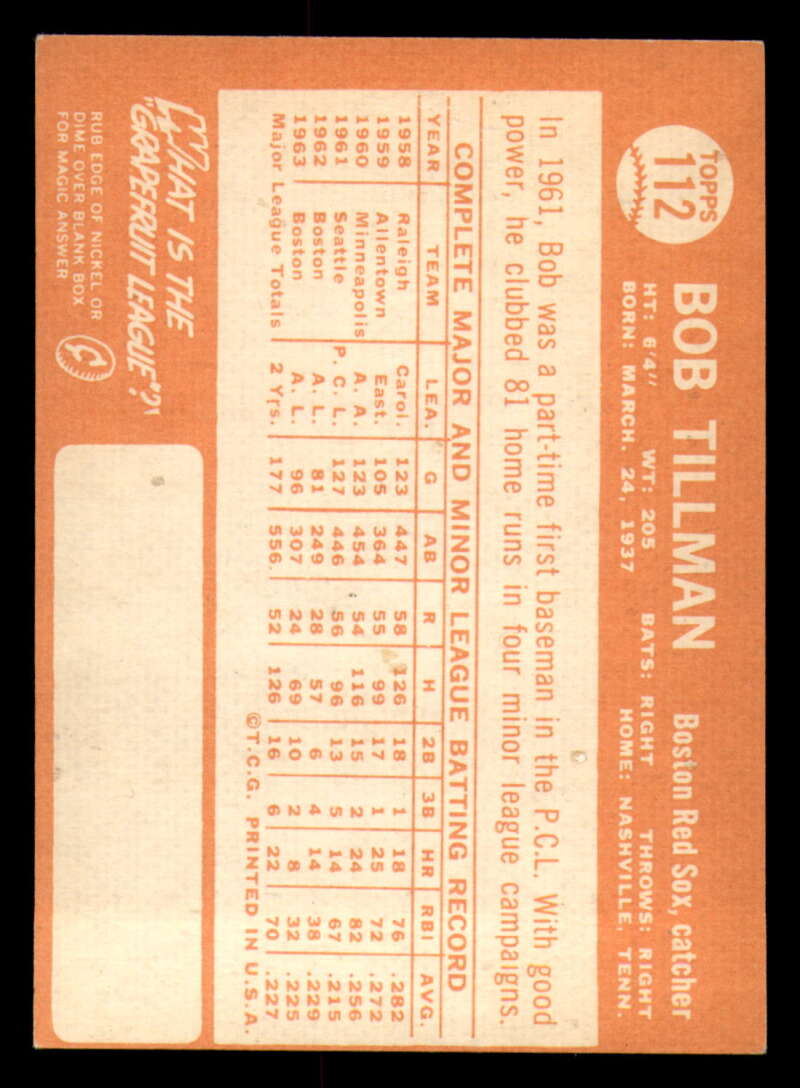 TOPPS
112
BOB TILLMAN Boston Red Sox, catcher
HT: 6'4" WT: 205 BATS: RIGHT THROWS: RIGHT
BORN: MARCH. 24, 1937 HOME: NASHVILLE, TENN.
In 1961, Bob was a part-time first baseman in the P.C.L. With good
power, he clubbed 81 home runs in four minor league campaigns.
COMPLETE MAJOR AND MINOR LEAGUE BATTING RECORD
YEAR TEAM LEA. G AB R H 2B 3B HR RBI AVG.
1958 Raleigh Carol. 123 447 58 126 18 1 18 76 .282
1959 Allentown East. 105 364 55 99 17 1 25 72 .272
1960 Minneapolis A. A. 123 454 54 116 15 2 24 82 .256
1961 Seattle P. C. L. 127 446 56 96 13 5 14 67 .215
1962 Boston A. L. 81 249 28 57 6 4 14 38 .229
1963 Boston A. L. 96 307 24 69 10 2 8 32 .225
Major League Totals 2 Yrs. 177 556 52 126 16 6 22 70 .227
©T.C.G. PRINTED IN U.S.A.
WHAT IS THE
"GRAPEFRUIT LEAGUE"?
RUB EDGE OF NICKEL OR
DIME OVER BLANK BOX
FOR MAGIC ANSWER